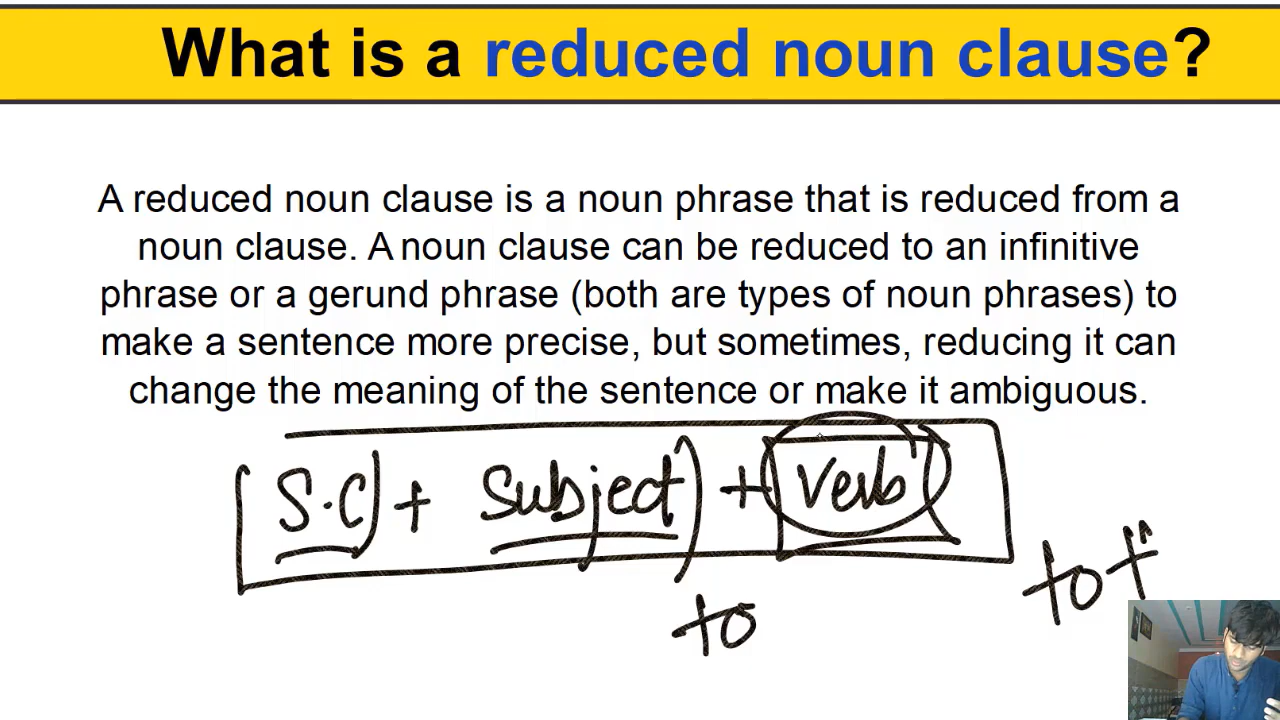 What is a reduced noun clause?
A reduced noun clause is a noun phrase that is reduced from a
noun clause. A noun clause can be reduced to an infinitive
phrase or a gerund phrase (both are types of noun phrases) to
make a sentence more precise, but sometimes, reducing it can
change the meaning of the sentence or make it ambiguous.
S.C + Subject + Verb
to
to +